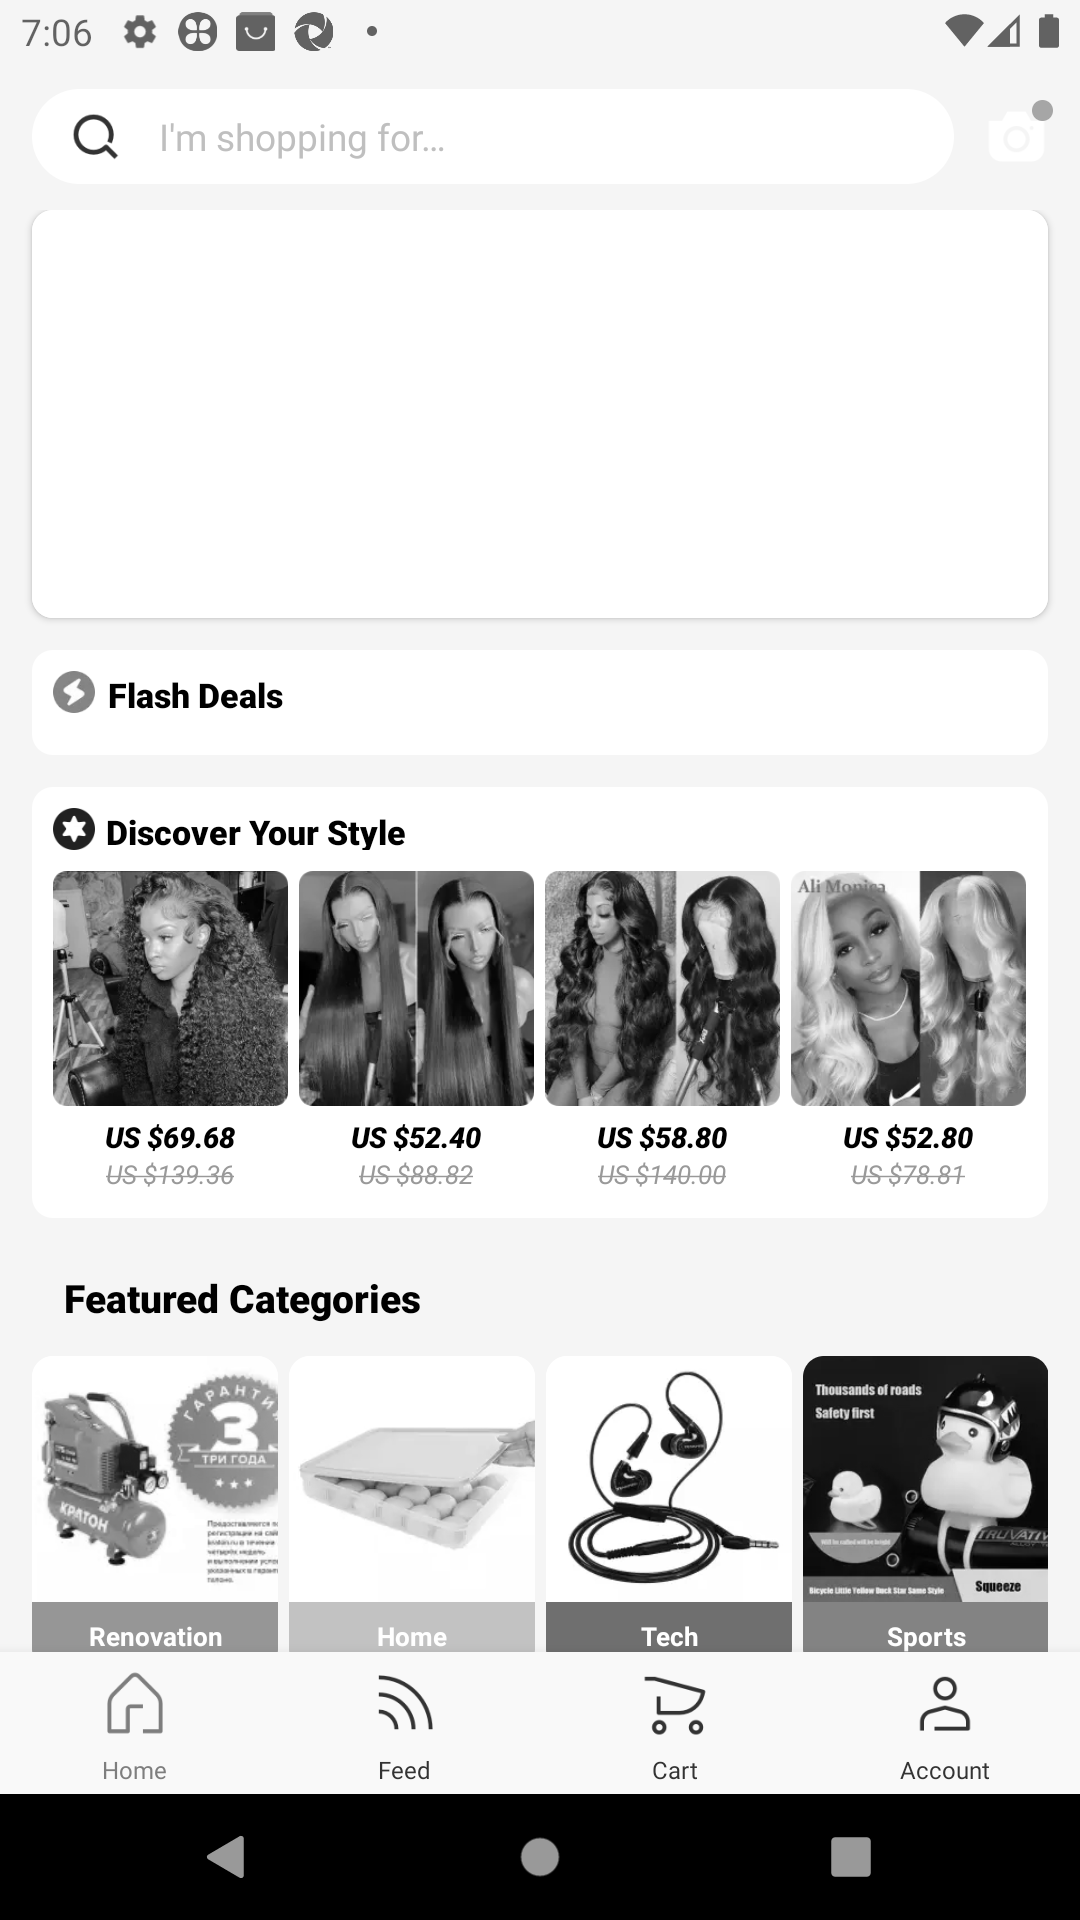 7:06
I'm shopping for...
Flash Deals
Discover Your Style
Ali Monica
US $69.68 US $52.40 US $58.80 US $52.80
US $139.36 US $88.82 US $140.00 US $78.81
Featured Categories
ГАРАНТИ
3
ТРИ ГОДА
КРАТОН
Thousands of roads
Safety first
TRUVATIV
Bicycle Little Yellow Duck Star Same Style
Squeeze
Renovation Home Tech Sports
Home Feed Cart Account